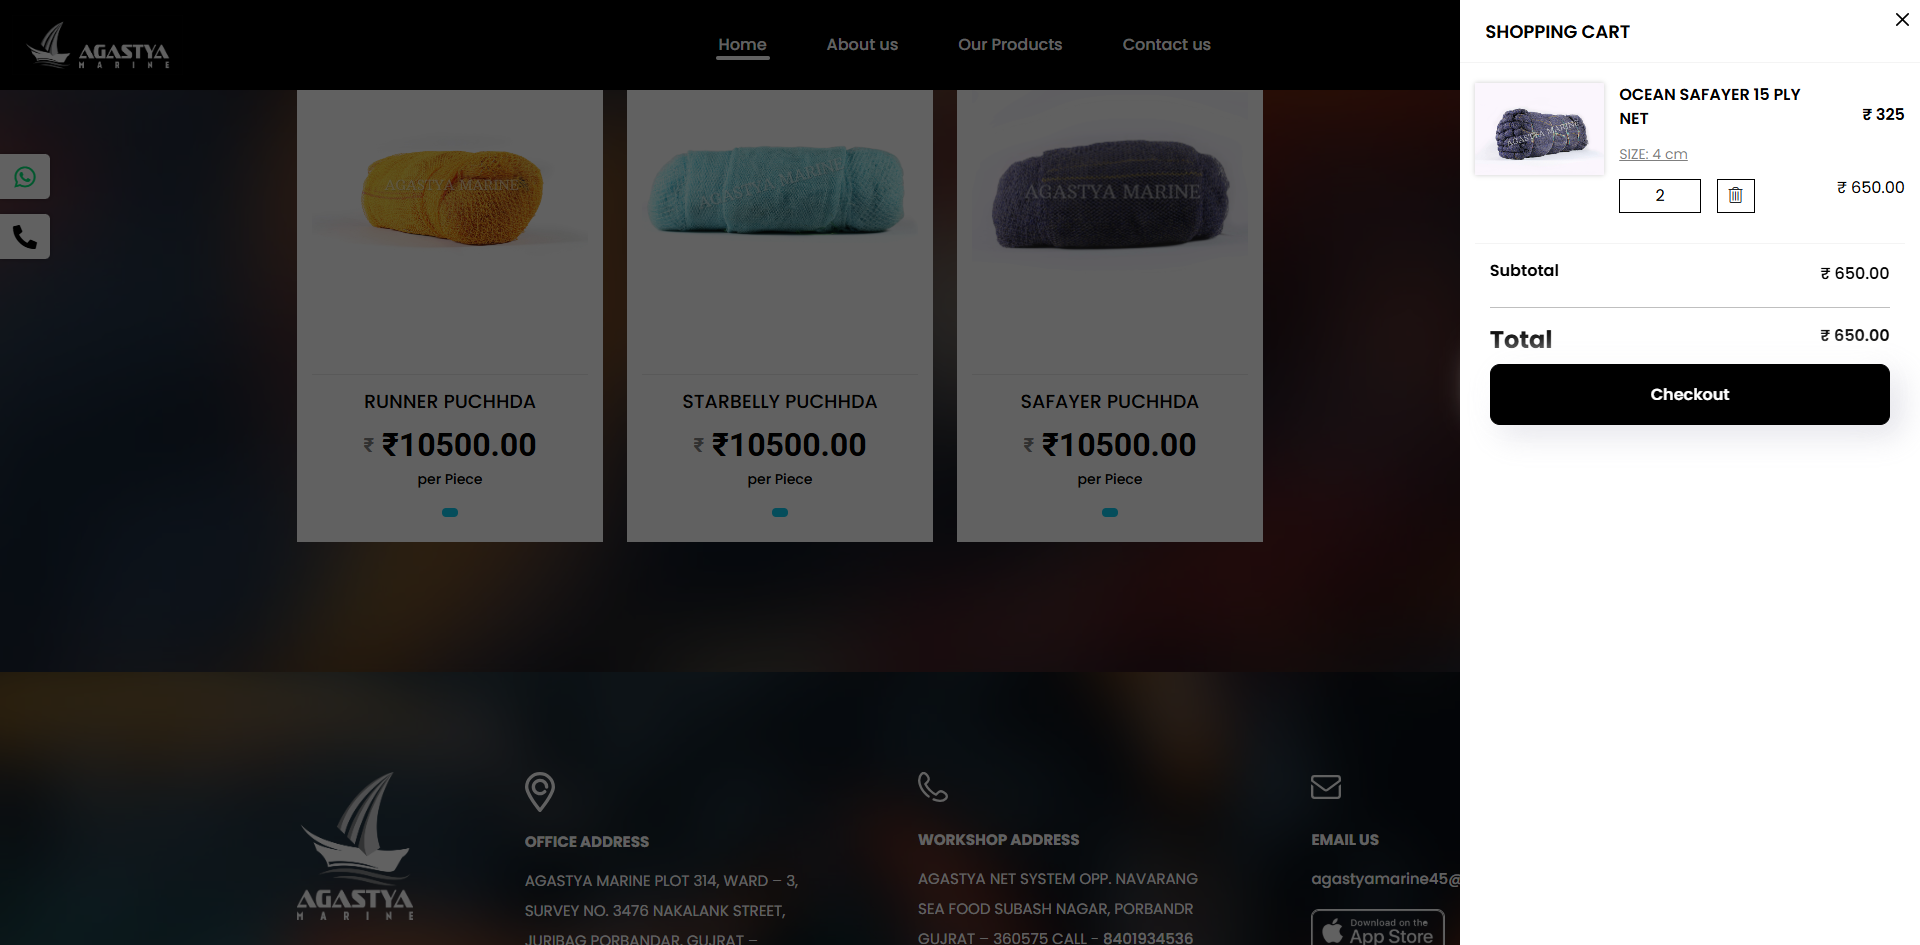 AGASTYA
MARINE
Home
About us
Our Products
Contact us
AGASTYA MARINE
AGASTYA MARINE
AGASTYA MARINE
RUNNER PUCHHDA
₹ ₹10500.00
per Piece
STARBELLY PUCHHDA
₹ ₹10500.00
per Piece
SAFAYER PUCHHDA
₹ ₹10500.00
per Piece
AGASTYA
MARINE
OFFICE ADDRESS
AGASTYA MARINE PLOT 314, WARD – 3,
SURVEY NO. 3476 NAKALANK STREET,
JURIBAG PORBANDAR, GUJRAT –
WORKSHOP ADDRESS
AGASTYA NET SYSTEM OPP. NAVARANG
SEA FOOD SUBASH NAGAR, PORBANDR
GUJRAT – 360575 CALL - 8401934536
EMAIL US
agastyamarine45@
Download on the
App Store
SHOPPING CART
AGASTYA MARINE
OCEAN SAFAYER 15 PLY
NET
₹ 325
SIZE: 4 cm
2
₹ 650.00
Subtotal
₹ 650.00
Total
₹ 650.00
Checkout